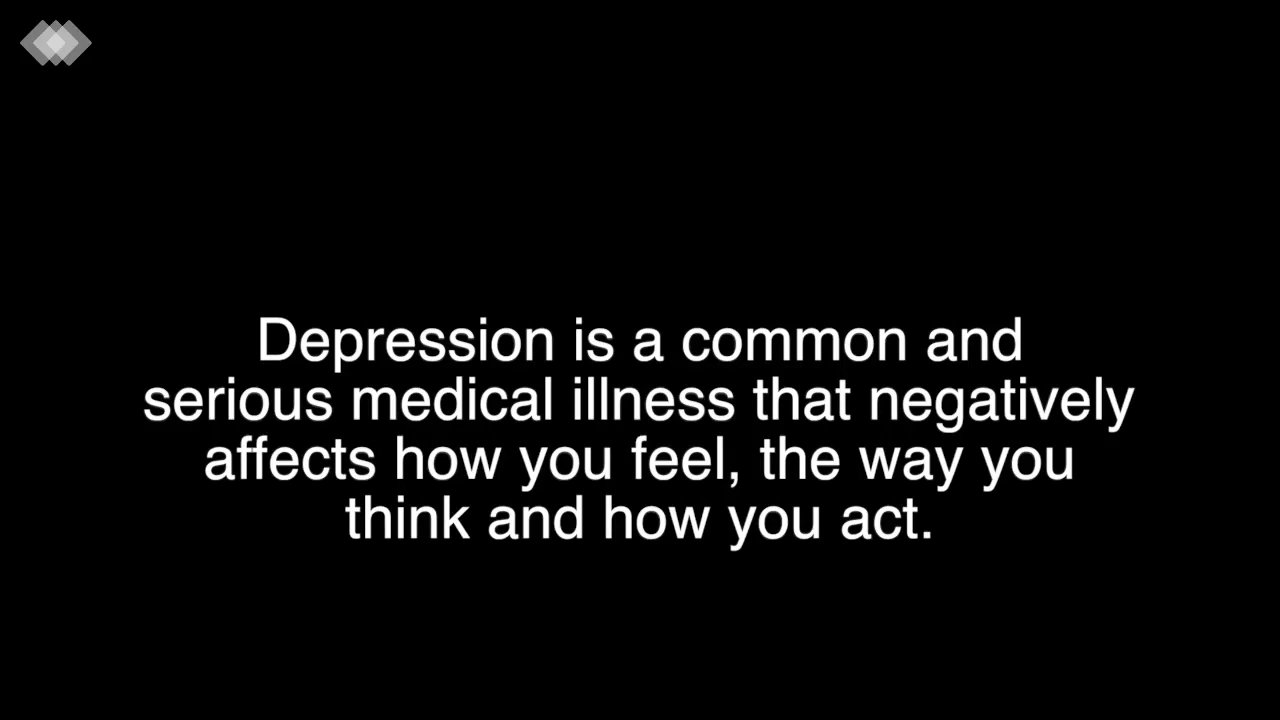 Depression is a common and
serious medical illness that negatively
affects how you feel, the way you
think and how you act.